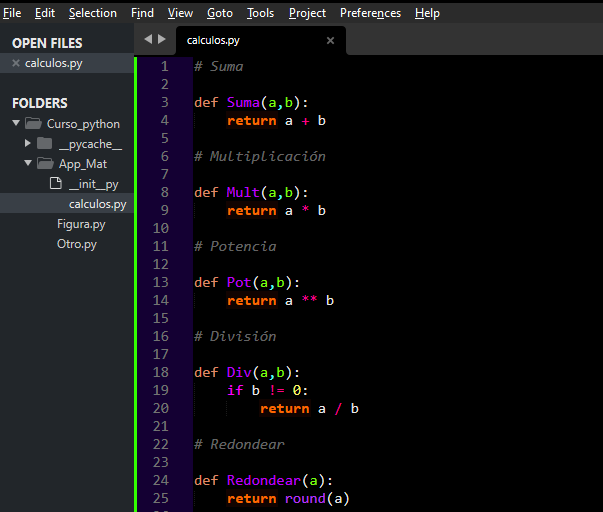 File Edit Selection Find View Goto Tools Project Preferences Help
OPEN FILES
calculos.py
FOLDERS
Curso_python
__pycache__
App_Mat
__init__py
calculos.py
Figura.py
Otro.py
calculos.py
1 # Suma
2
3 def Suma(a,b):
4     return a + b
5
6 # Multiplicación
7
8 def Mult(a,b):
9     return a * b
10
11 # Potencia
12
13 def Pot(a,b):
14     return a ** b
15
16 # División
17
18 def Div(a,b):
19     if b != 0:
20         return a / b
21
22 # Redondear
23
24 def Redondear(a):
25     return round(a)